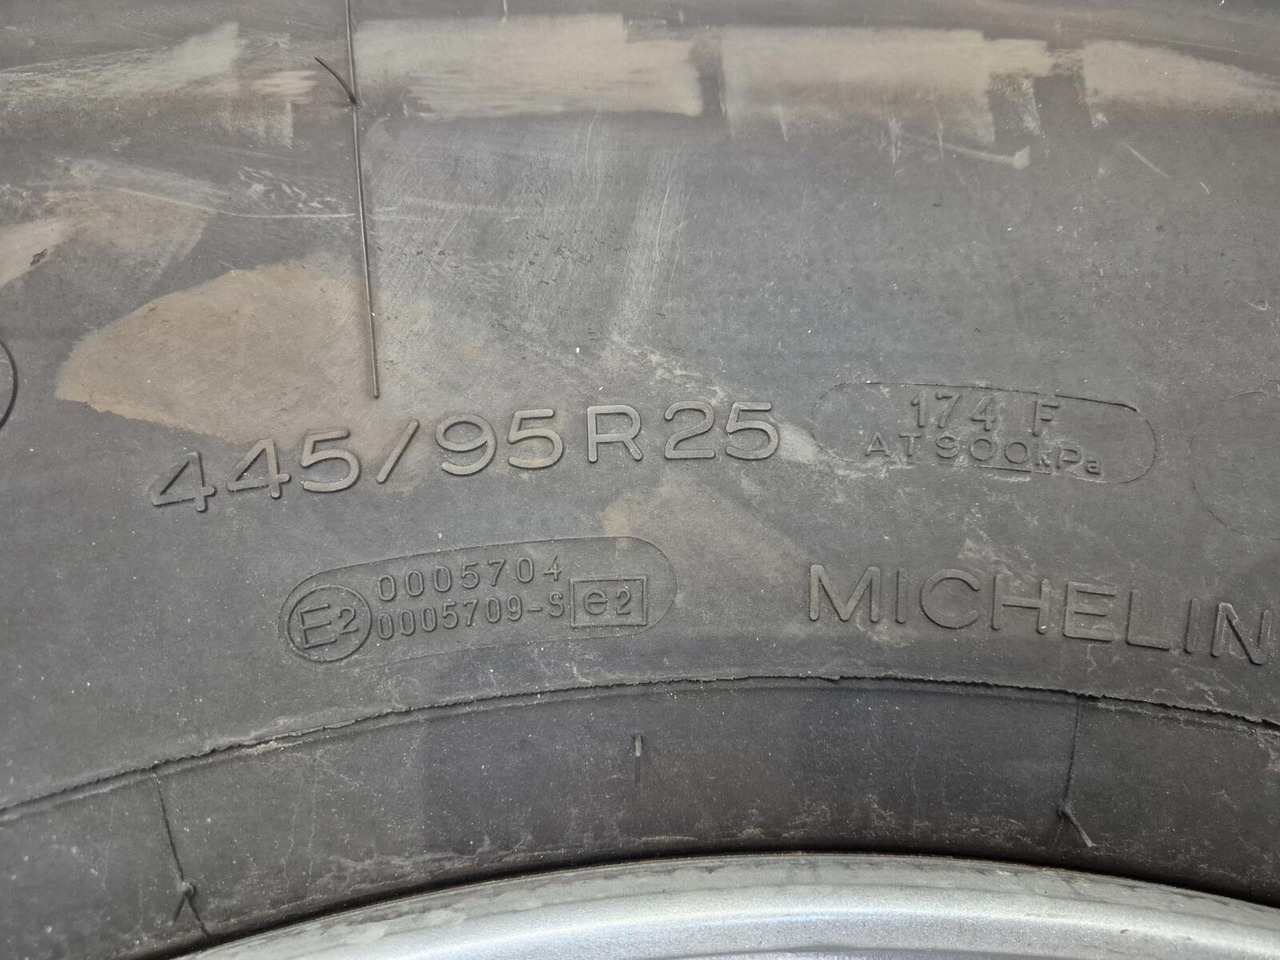 445/95R25
174 F
AT 900kPa
E2
0005704
0005709-S e2
MICHELIN